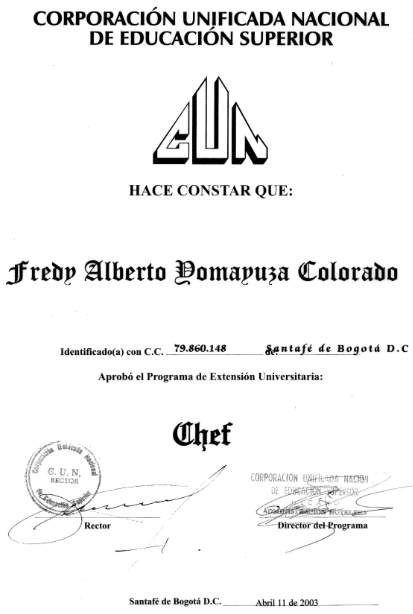 CORPORACIÓN UNIFICADA NACIONAL
DE EDUCACIÓN SUPERIOR
CUN
HACE CONSTAR QUE:
Fredy Alberto Yomayuza Colorado
Identificado(a) con C.C. 79.860.148 de: Santafé de Bogotá D.C
Aprobó el Programa de Extensión Universitaria:
Chef
Corporación Unificada Nacional
C. U. N.
RECTOR
de Educación Superior
CORPORACION UNIFICADA NACION
DE EDUCACION SUPERIOR
Rector
Director del Programa
Santafé de Bogotá D.C. Abril 11 de 2003